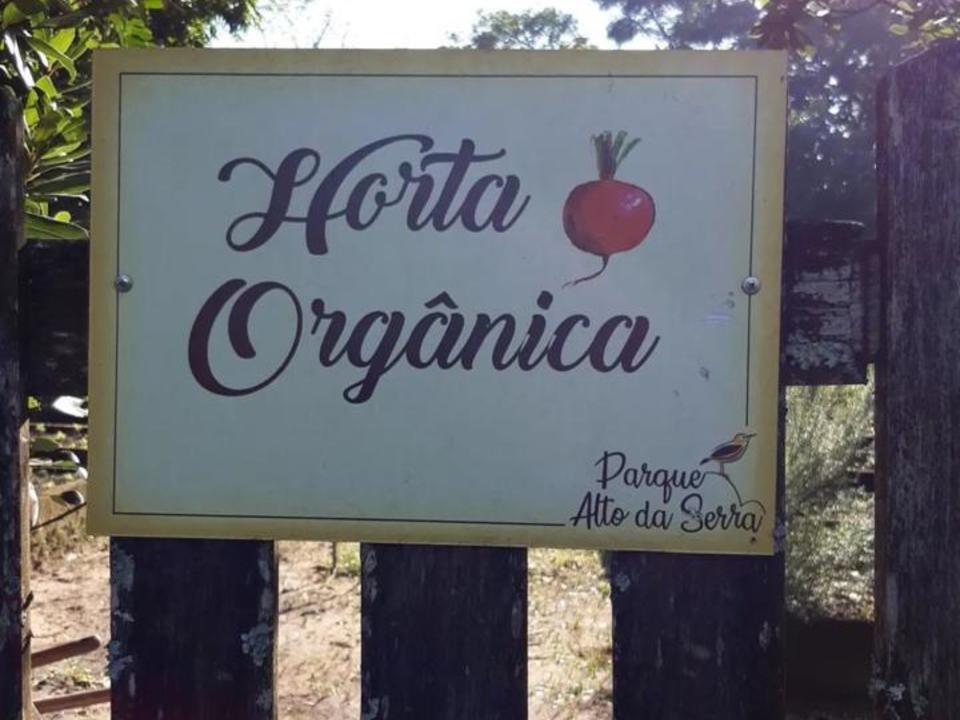 Horta
Orgânica
Parque
Alto da Serra